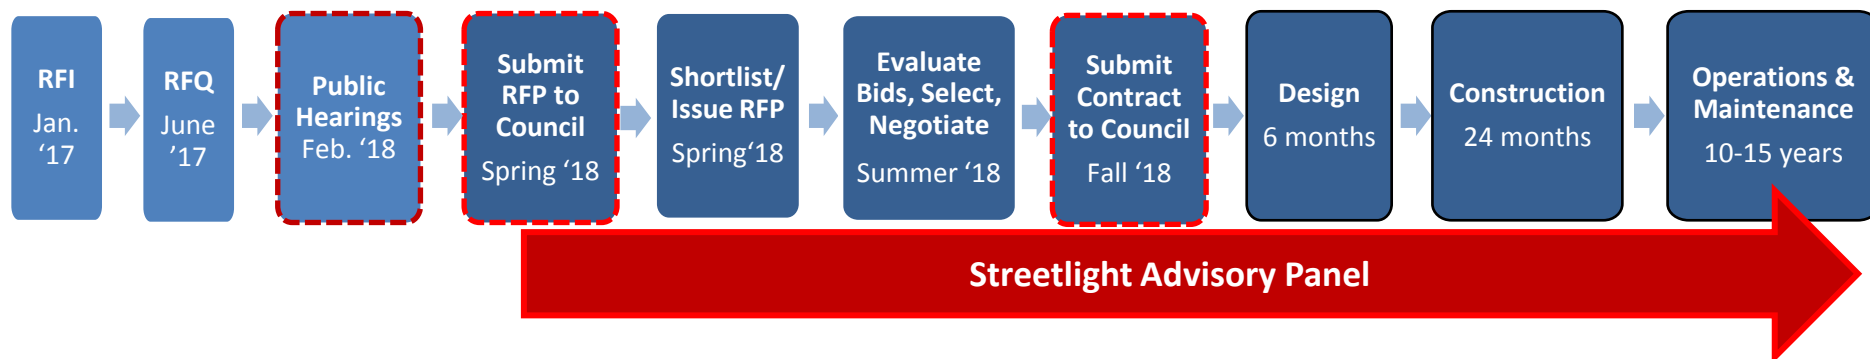 RFI
Jan.
‘17
RFQ
June
’17
Public
Hearings
Feb. ‘18
Submit
RFP to
Council
Spring ‘18
Shortlist/
Issue RFP
Spring‘18
Evaluate
Bids, Select,
Negotiate
Summer ‘18
Submit
Contract
to Council
Fall ‘18
Design
6 months
Construction
24 months
Operations &
Maintenance
10-15 years
Streetlight Advisory Panel